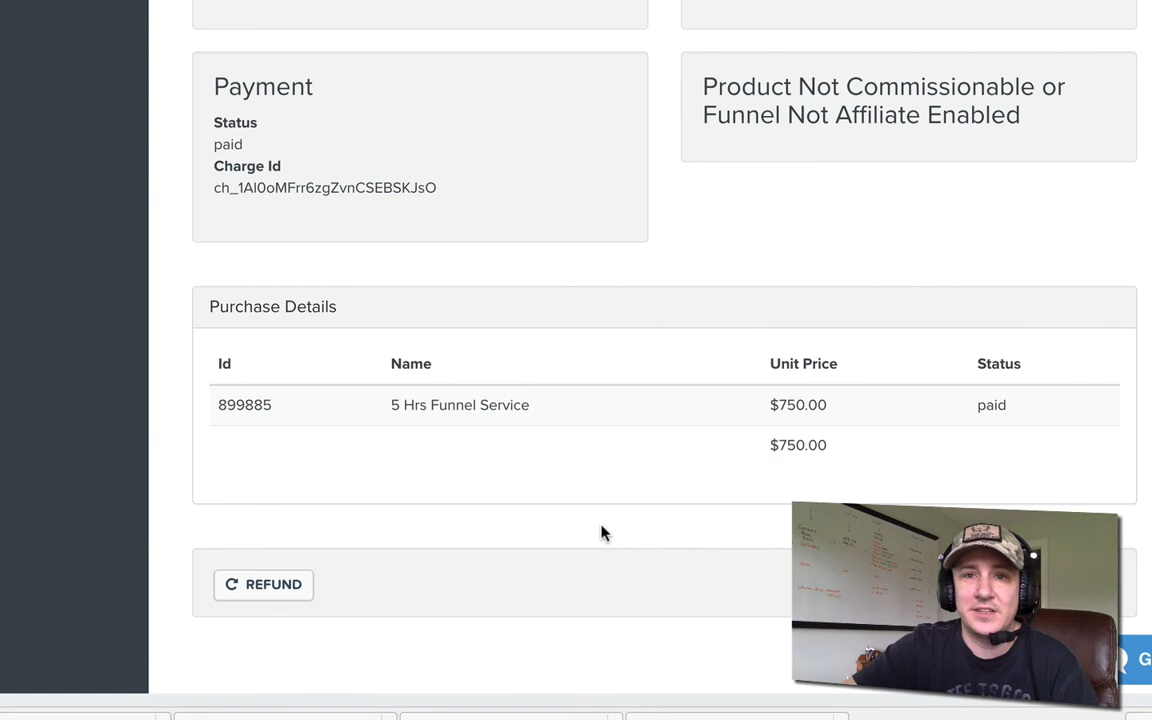 Payment
Status
paid
Charge Id
Product Not Commissionable or
Funnel Not Affiliate Enabled
Purchase Details
Id Name Unit Price Status
899885 5 Hrs Funnel Service $750.00 paid
$750.00
REFUND
G